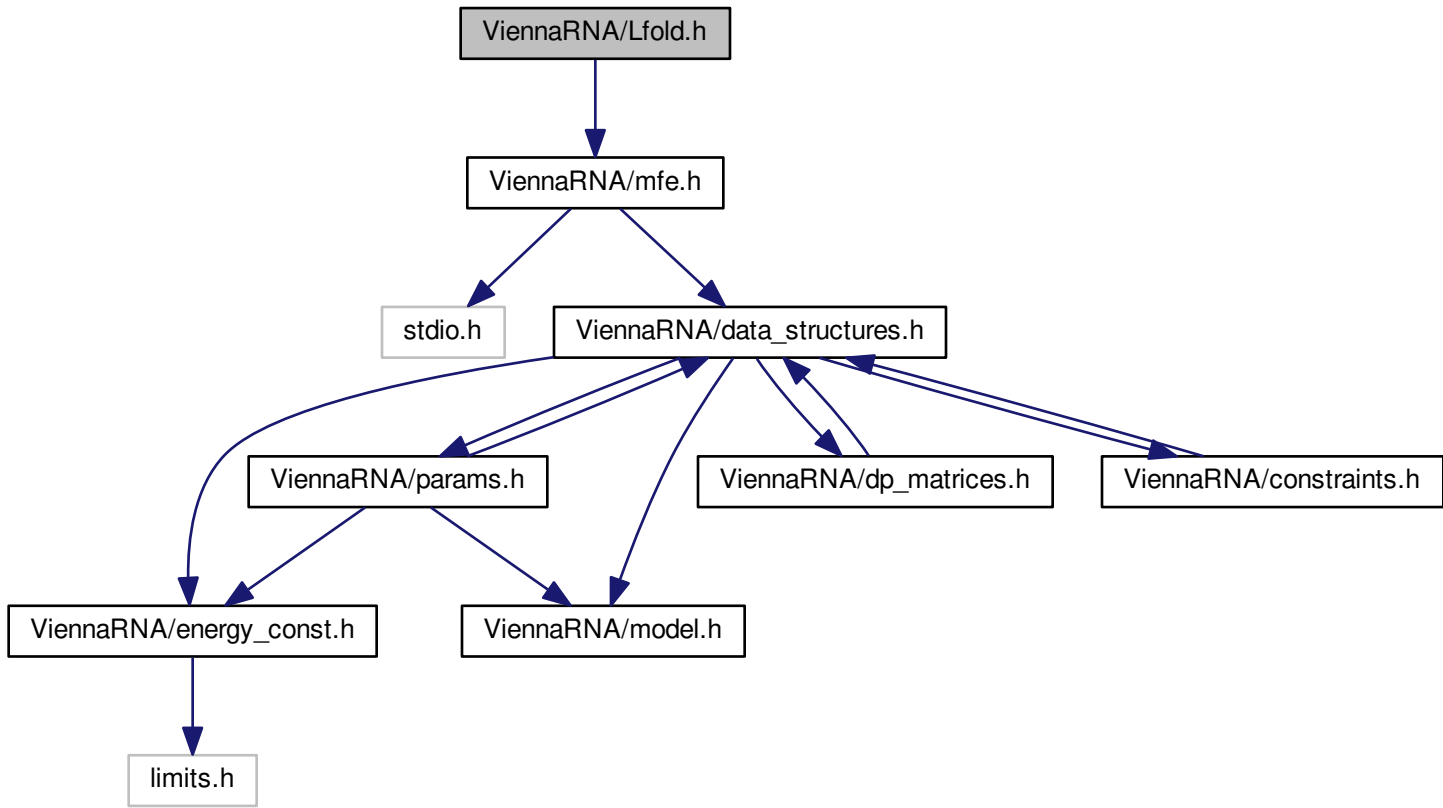 ViennaRNA/Lfold.h
ViennaRNA/mfe.h
stdio.h
ViennaRNA/data_structures.h
ViennaRNA/params.h
ViennaRNA/dp_matrices.h
ViennaRNA/constraints.h
ViennaRNA/energy_const.h
ViennaRNA/model.h
limits.h